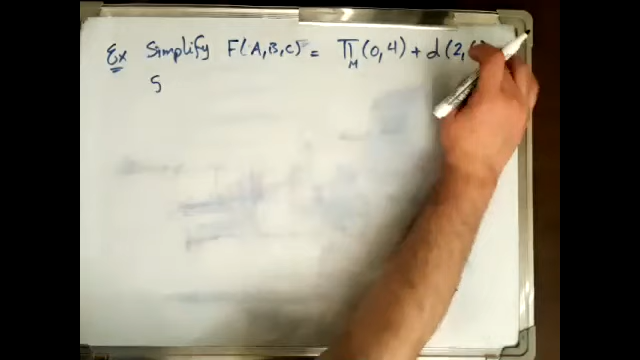 Ex Simplify F(A,B,C) = Π_M (0,4) + d(2,
S